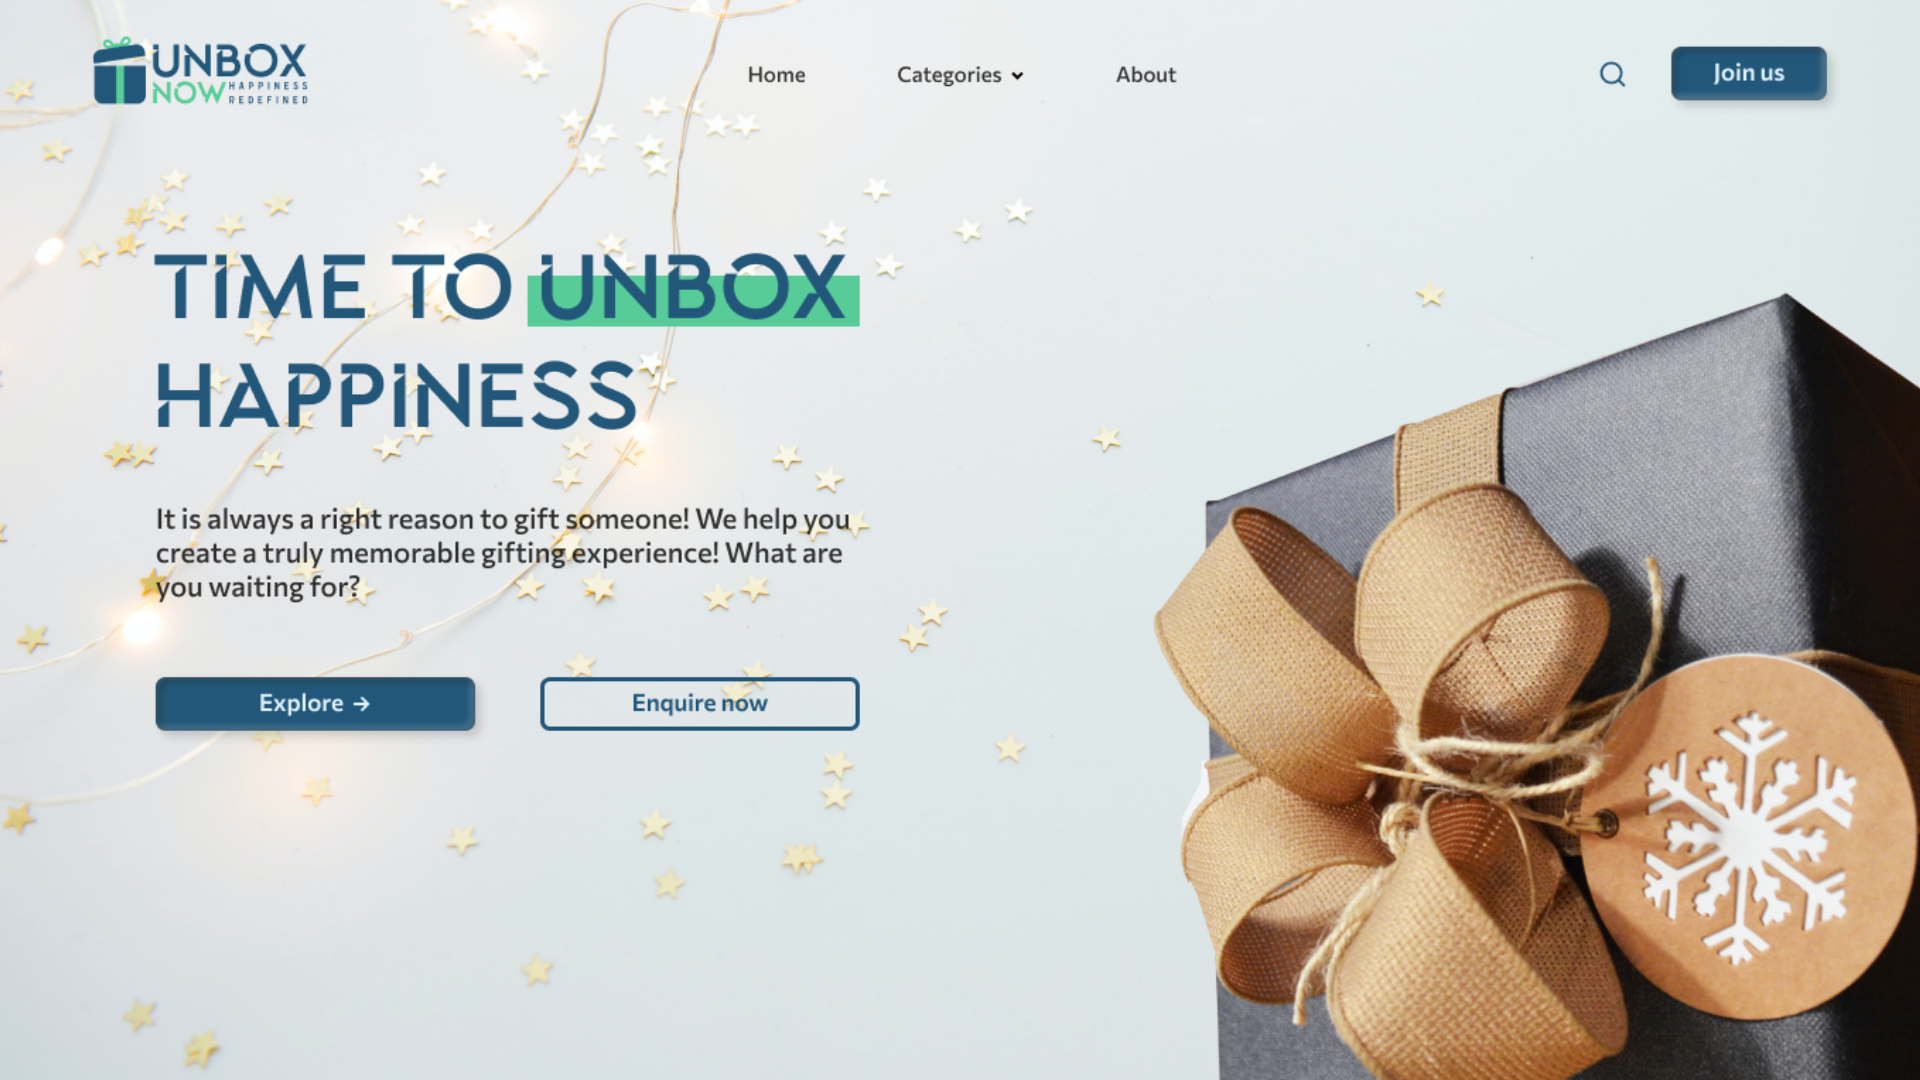 UNBOX
NOW HAPPINESS
REDEFINED
Home
Categories
About
Join us
TIME TO UNBOX
HAPPINESS
It is always a right reason to gift someone! We help you
create a truly memorable gifting experience! What are
you waiting for?
Explore →
Enquire now